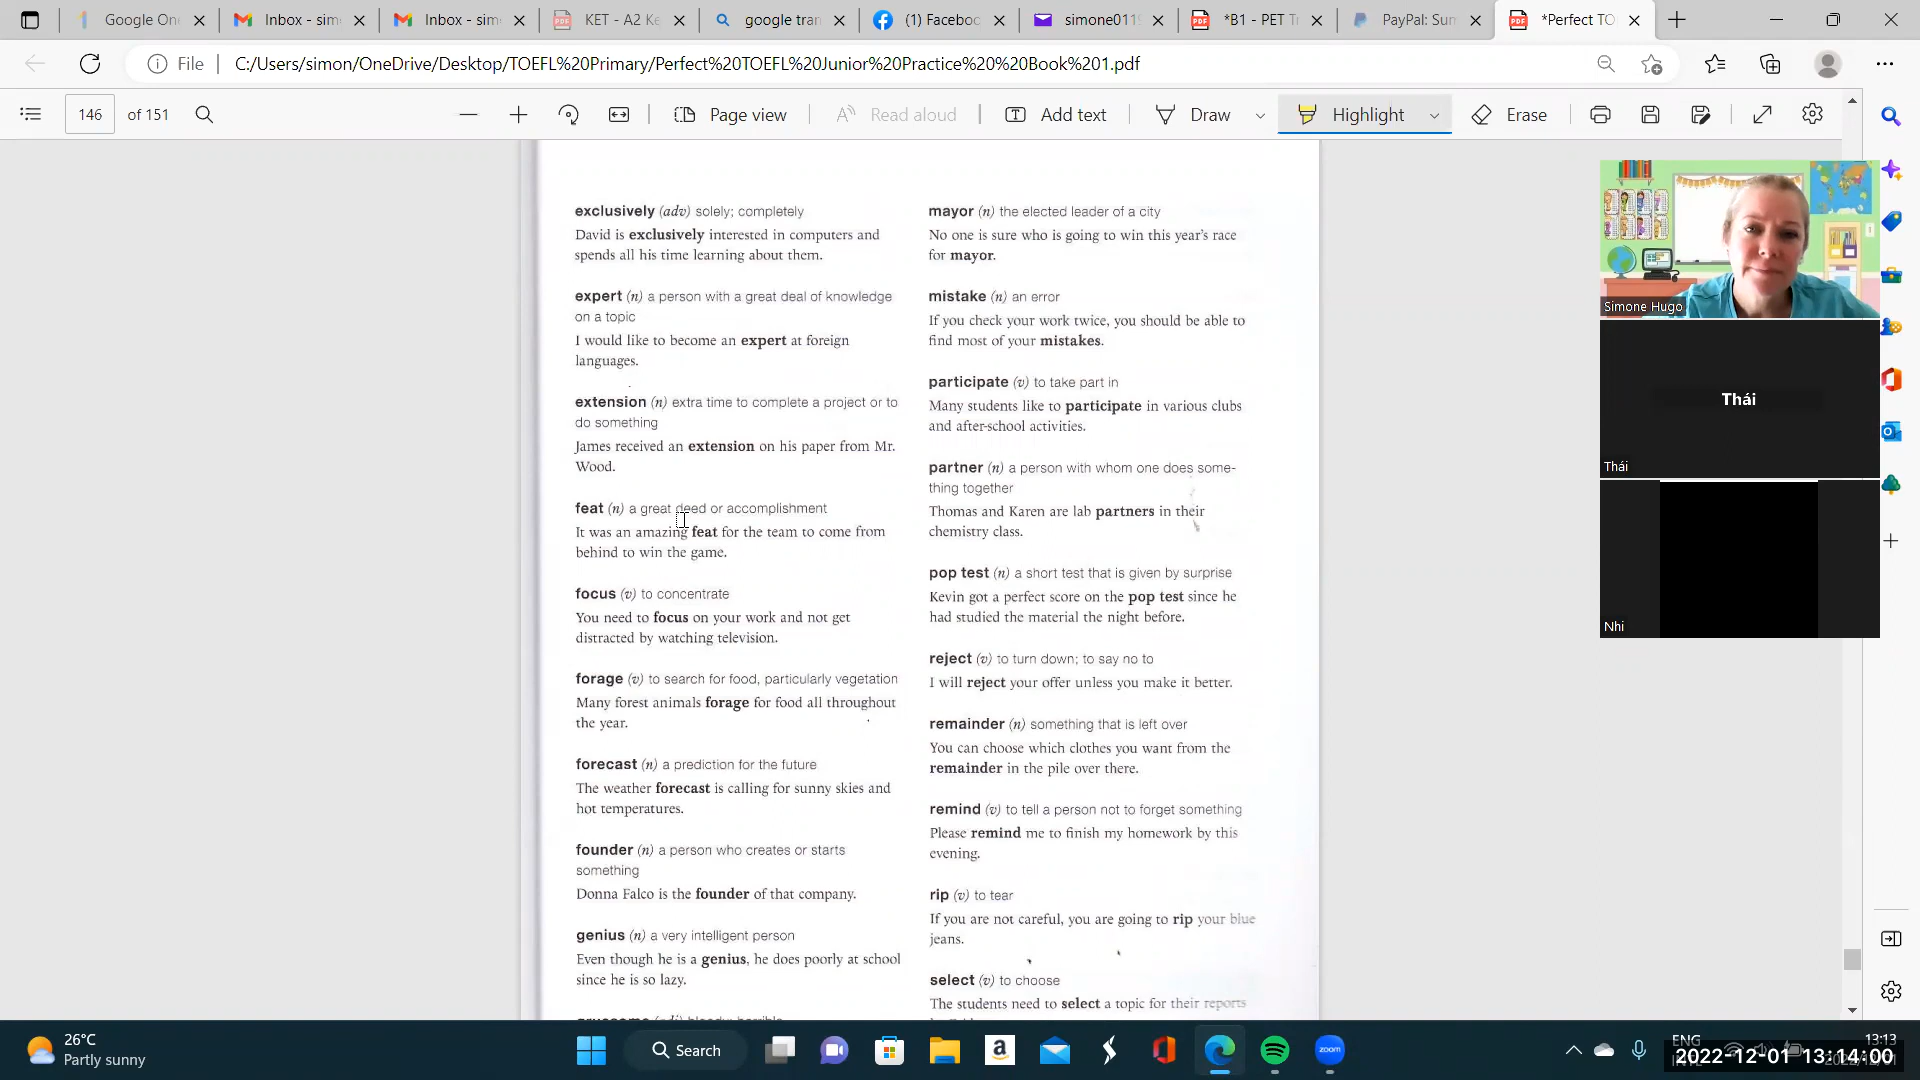 Google On
Inbox - sim
Inbox - sim
KET - A2 Ke
google tran
(1) Faceboo
simone0119
*B1 - PET Tr
PayPal: Sum
*Perfect TO
File
C:/Users/simon/OneDrive/Desktop/TOEFL%20Primary/Perfect%20TOEFL%20Junior%20Practice%20%20Book%201.pdf
146 of 151
Page view
Read aloud
Add text
Draw
Highlight
Erase
exclusively (adv) solely; completely
David is exclusively interested in computers and
spends all his time learning about them.
expert (n) a person with a great deal of knowledge
on a topic
I would like to become an expert at foreign
languages.
extension (n) extra time to complete a project or to
do something
James received an extension on his paper from Mr.
Wood.
feat (n) a great deed or accomplishment
It was an amazing feat for the team to come from
behind to win the game.
focus (v) to concentrate
You need to focus on your work and not get
distracted by watching television.
forage (v) to search for food, particularly vegetation
Many forest animals forage for food all throughout
the year.
forecast (n) a prediction for the future
The weather forecast is calling for sunny skies and
hot temperatures.
founder (n) a person who creates or starts
something
Donna Falco is the founder of that company.
genius (n) a very intelligent person
Even though he is a genius, he does poorly at school
since he is so lazy.
gruesome (adj) bloody; horrible
mayor (n) the elected leader of a city
No one is sure who is going to win this year's race
for mayor.
mistake (n) an error
If you check your work twice, you should be able to
find most of your mistakes.
participate (v) to take part in
Many students like to participate in various clubs
and after-school activities.
partner (n) a person with whom one does some-
thing together
Thomas and Karen are lab partners in their
chemistry class.
pop test (n) a short test that is given by surprise
Kevin got a perfect score on the pop test since he
had studied the material the night before.
reject (v) to turn down; to say no to
I will reject your offer unless you make it better.
remainder (n) something that is left over
You can choose which clothes you want from the
remainder in the pile over there.
remind (v) to tell a person not to forget something
Please remind me to finish my homework by this
evening.
rip (v) to tear
If you are not careful, you are going to rip your blue
jeans.
select (v) to choose
The students need to select a topic for their reports
Simone Hugo
Thái
Thái
Nhi
26°C
Partly sunny
Search
zoom
ENG
13:13
2022-12-01 13:14:00